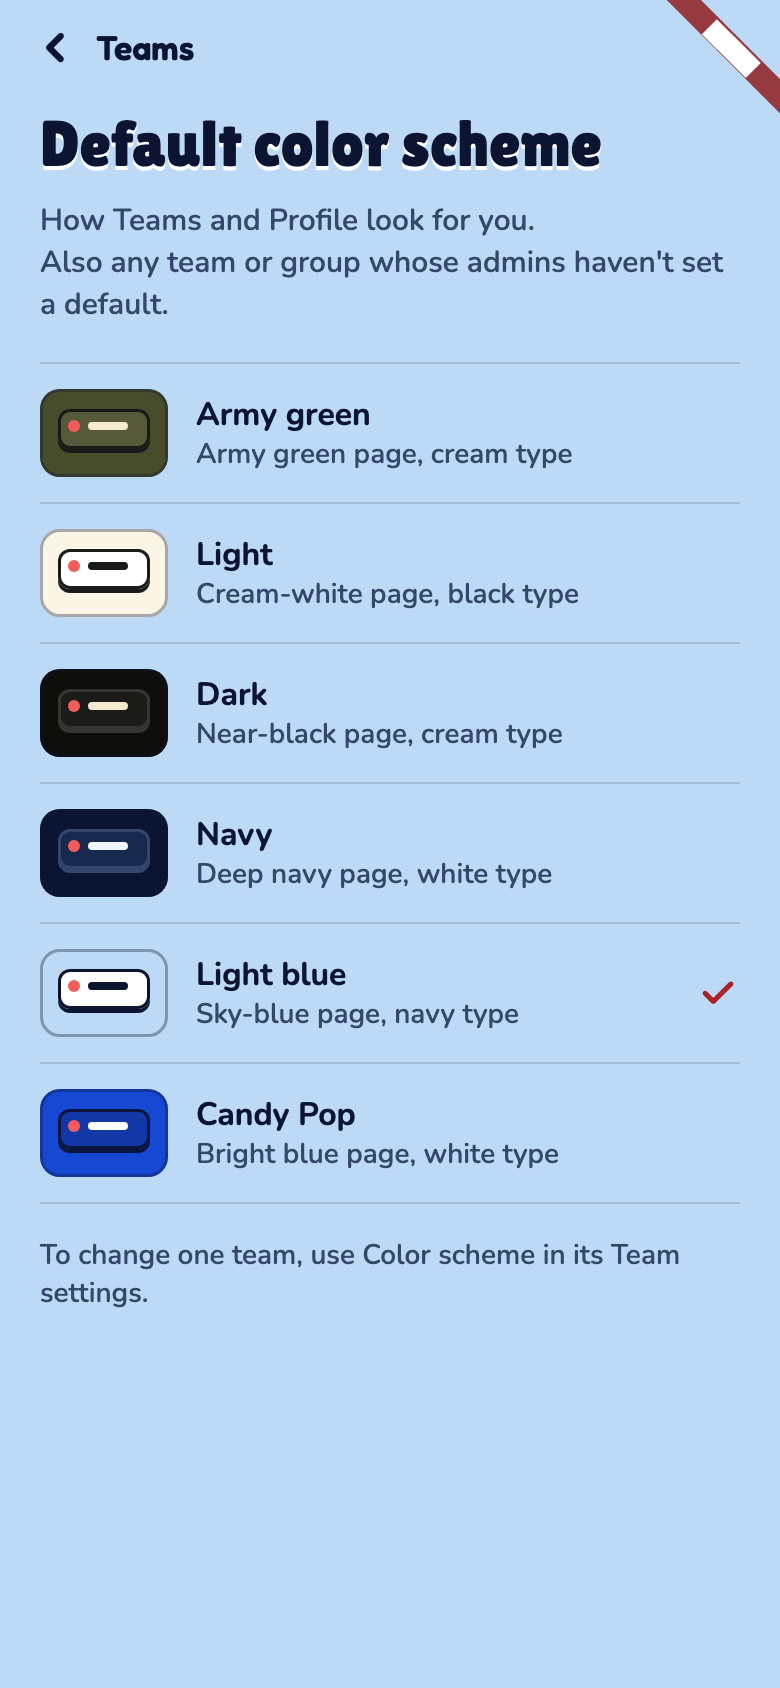 Teams
Default color scheme
How Teams and Profile look for you.
Also any team or group whose admins haven't set
a default.
Army green
Army green page, cream type
Light
Cream-white page, black type
Dark
Near-black page, cream type
Navy
Deep navy page, white type
Light blue
Sky-blue page, navy type
Candy Pop
Bright blue page, white type
To change one team, use Color scheme in its Team
settings.